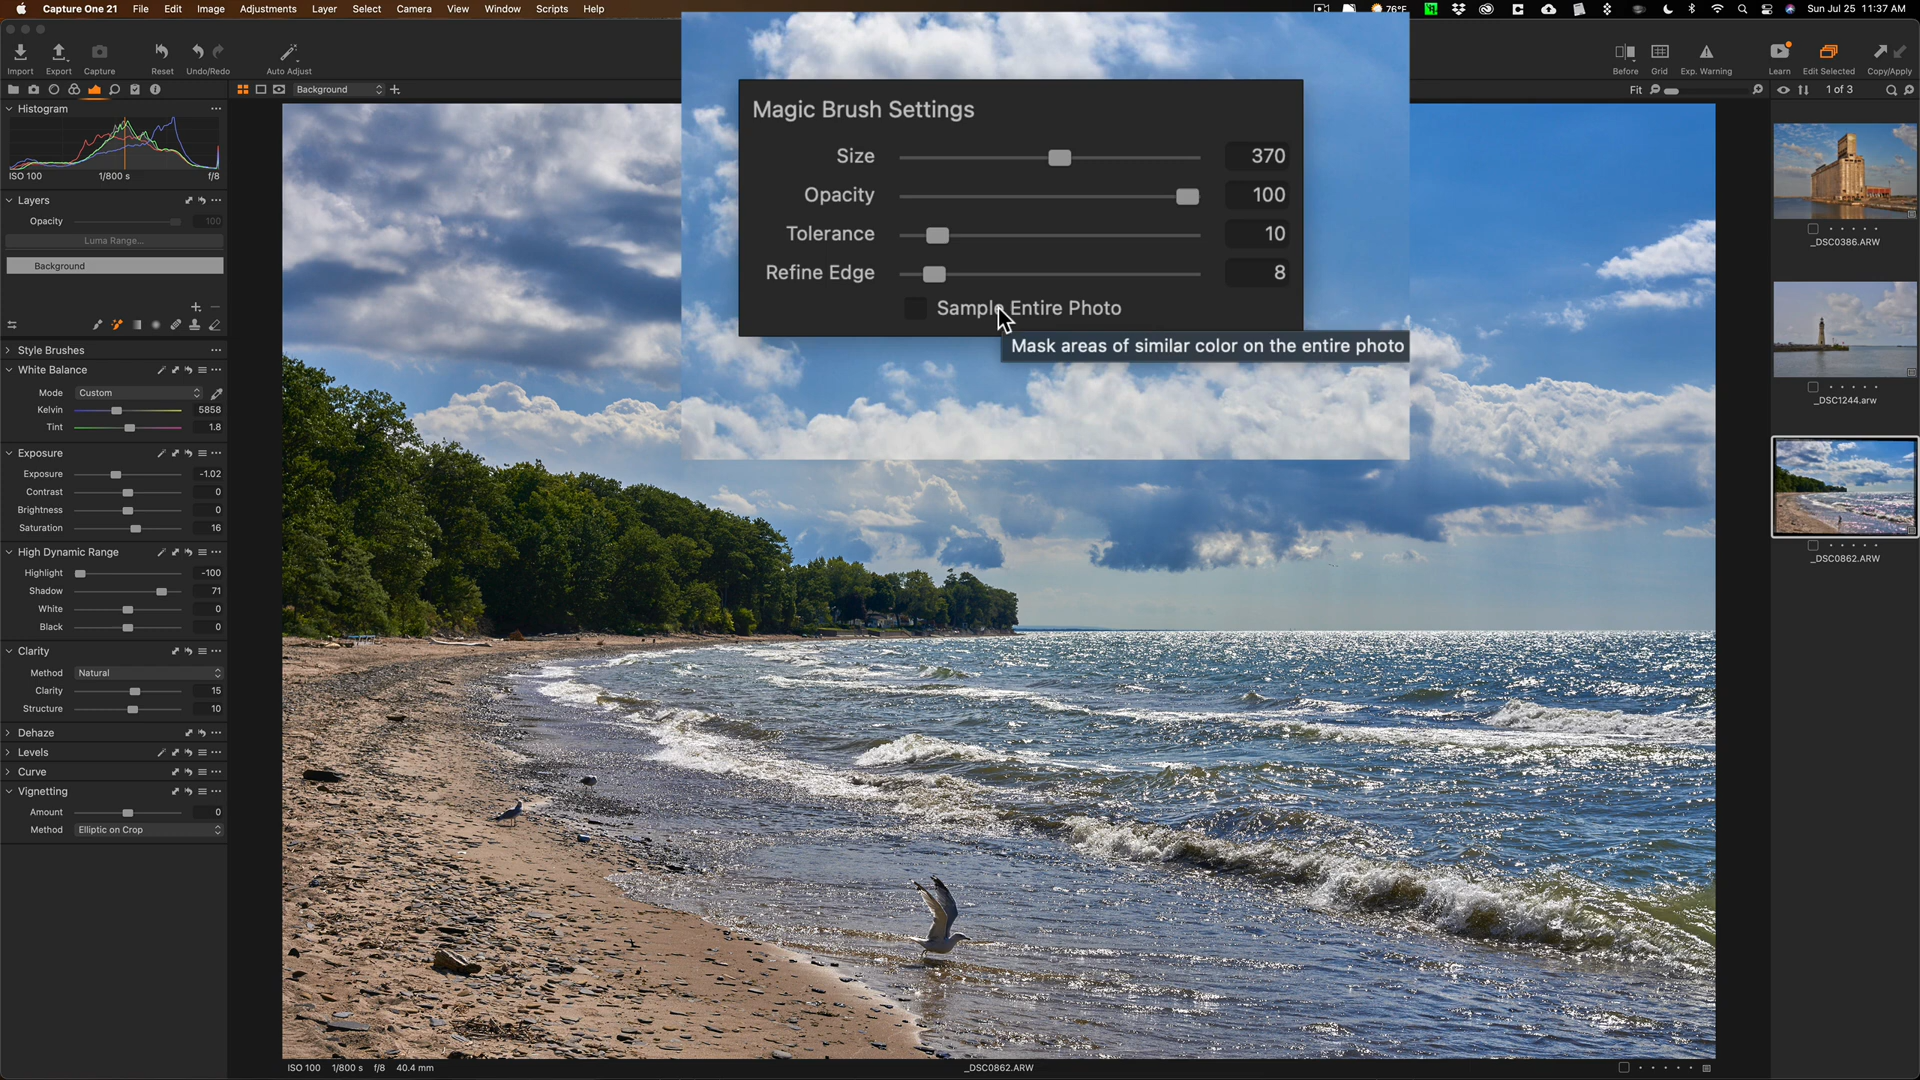 Capture One 21 File Edit Image Adjustments Layer Select Camera View Window Scripts Help
76°F Sun Jul 25 11:37 AM
Import Export Capture Reset Undo/Redo Auto Adjust
Before Grid Exp. Warning Learn Edit Selected Copy/Apply
Background
Fit
1 of 3
Histogram
ISO 100 1/800 s f/8
Layers
Opacity 100
Luma Range...
Background
Style Brushes
White Balance
Mode Custom
Kelvin 5858
Tint 1.8
Exposure
Exposure -1.02
Contrast 0
Brightness 0
Saturation 16
High Dynamic Range
Highlight -100
Shadow 71
White 0
Black 0
Clarity
Method Natural
Clarity 15
Structure 10
Dehaze
Levels
Curve
Vignetting
Amount 0
Method Elliptic on Crop
Magic Brush Settings
Size 370
Opacity 100
Tolerance 10
Refine Edge 8
Sample Entire Photo
Mask areas of similar color on the entire photo
_DSC0386.ARW
_DSC1244.arw
_DSC0862.ARW
ISO 100 1/800 s f/8 40.4 mm
_DSC0862.ARW